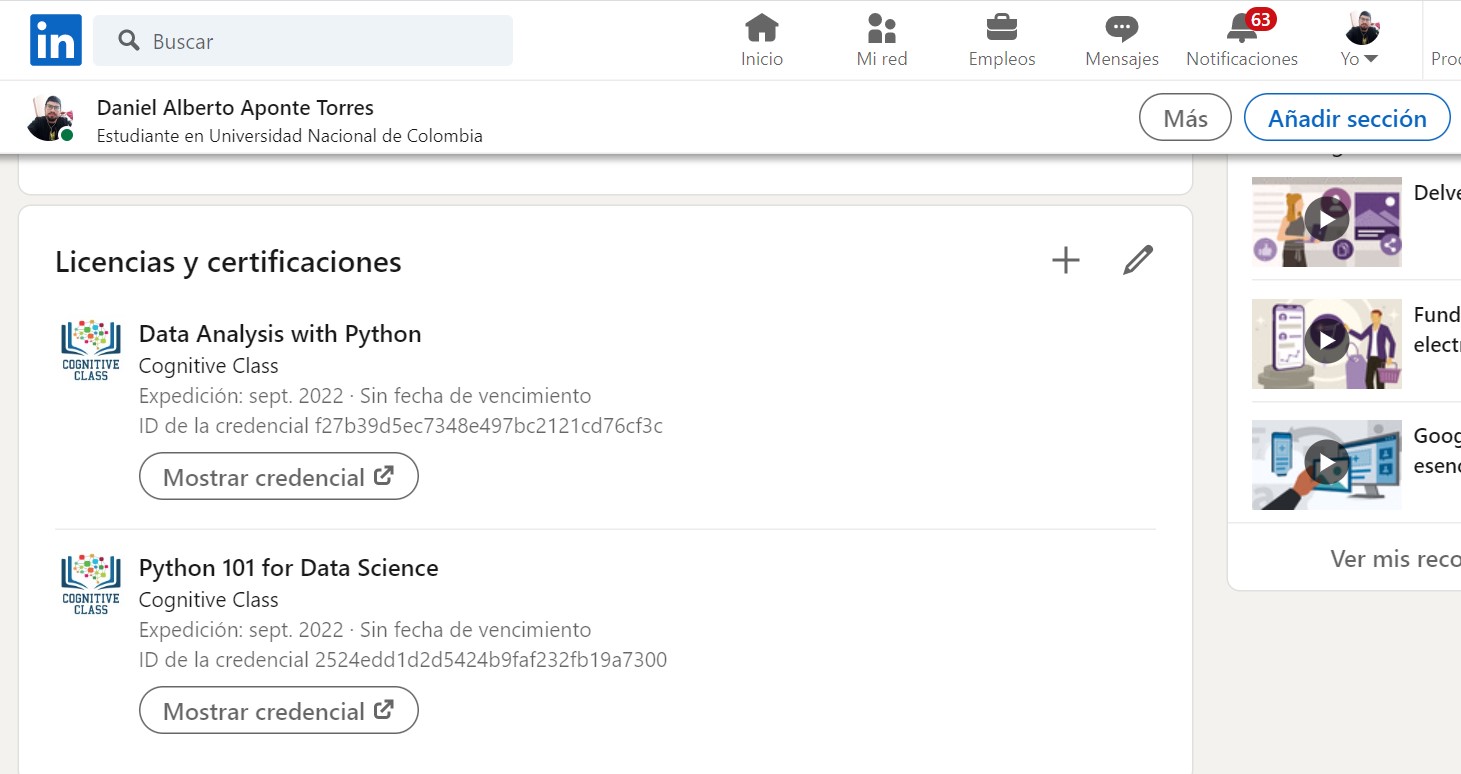 in
Buscar
Inicio
Mi red
Empleos
Mensajes
63
Notificaciones
Yo
Daniel Alberto Aponte Torres
Estudiante en Universidad Nacional de Colombia
Más
Añadir sección
Licencias y certificaciones
COGNITIVE
CLASS
Data Analysis with Python
Cognitive Class
Expedición: sept. 2022 · Sin fecha de vencimiento
ID de la credencial f27b39d5ec7348e497bc2121cd76cf3c
Mostrar credencial
COGNITIVE
CLASS
Python 101 for Data Science
Cognitive Class
Expedición: sept. 2022 · Sin fecha de vencimiento
ID de la credencial 2524edd1d2d5424b9faf232fb19a7300
Mostrar credencial
Delve
Fund
elect
Goog
esenc
Ver mis reco